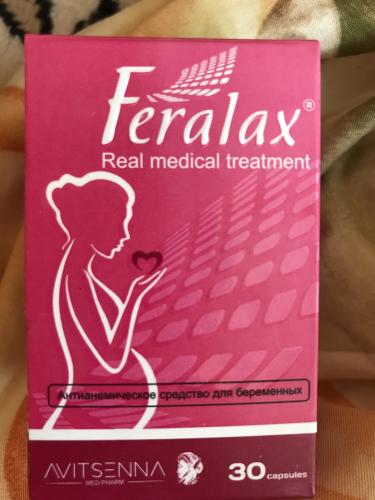 Feralax®
Real medical treatment
Антианемическое средство для беременных
AVITSENNA
MED PHARM
30 capsules